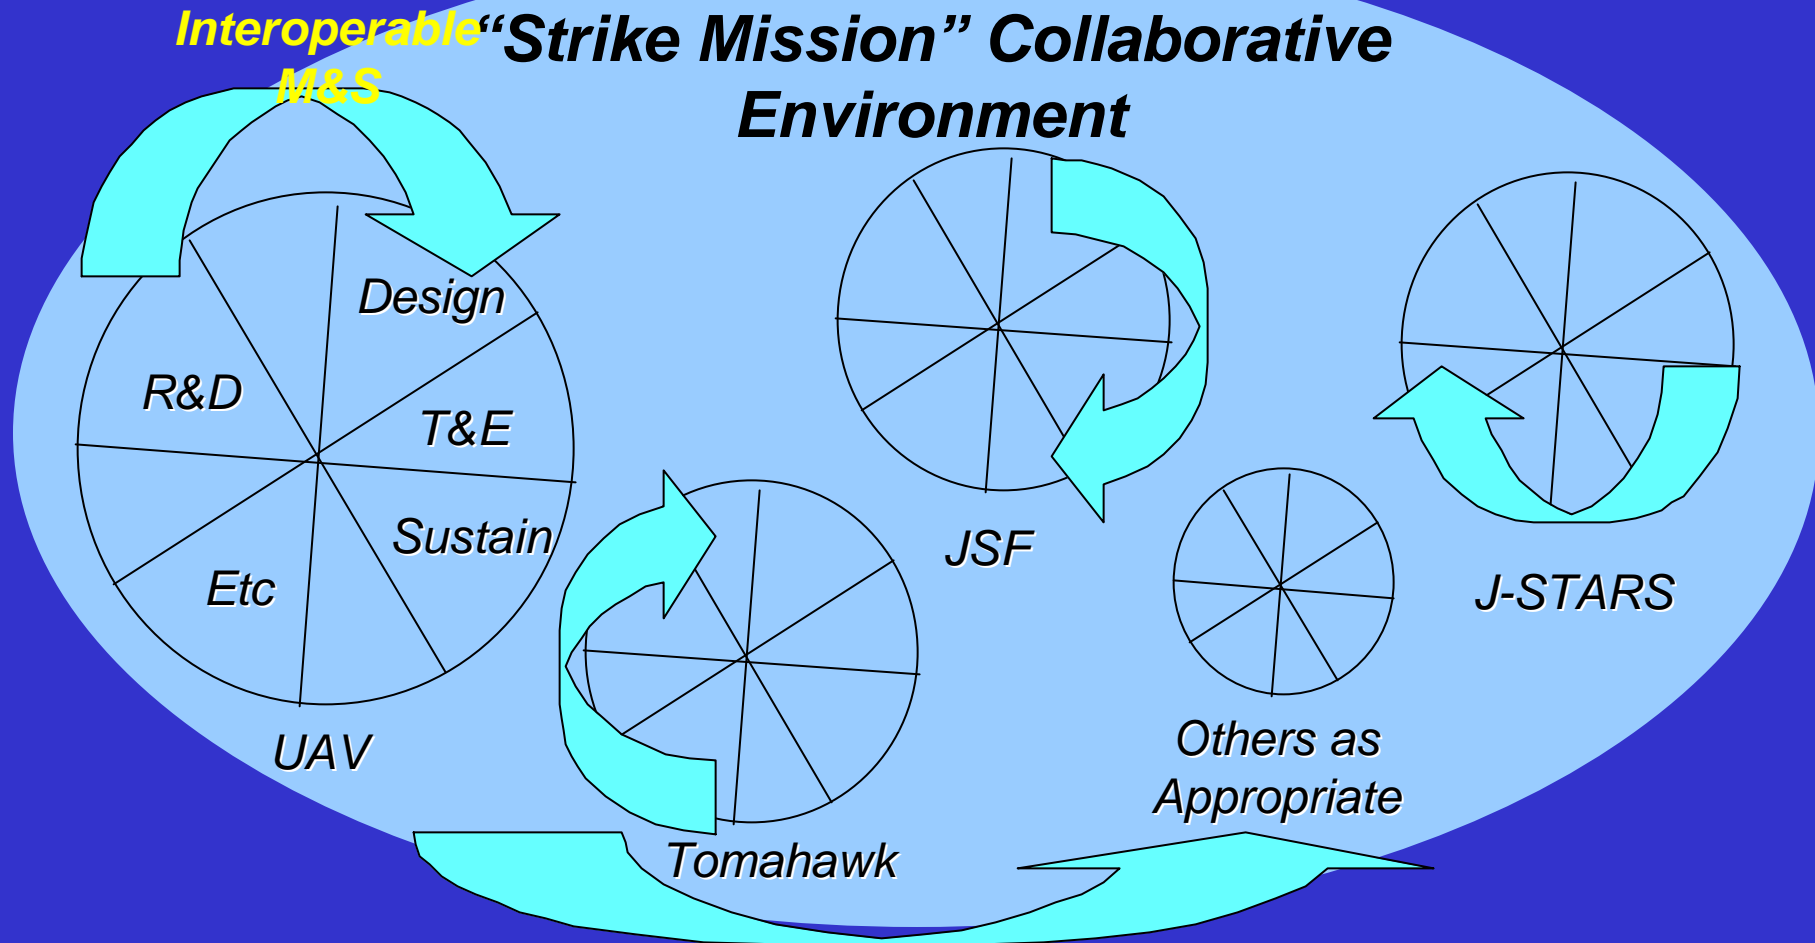 Interoperable
M&S
“Strike Mission” Collaborative
Environment
Design
R&D
T&E
Sustain
Etc
UAV
Tomahawk
JSF
Others as
Appropriate
J-STARS